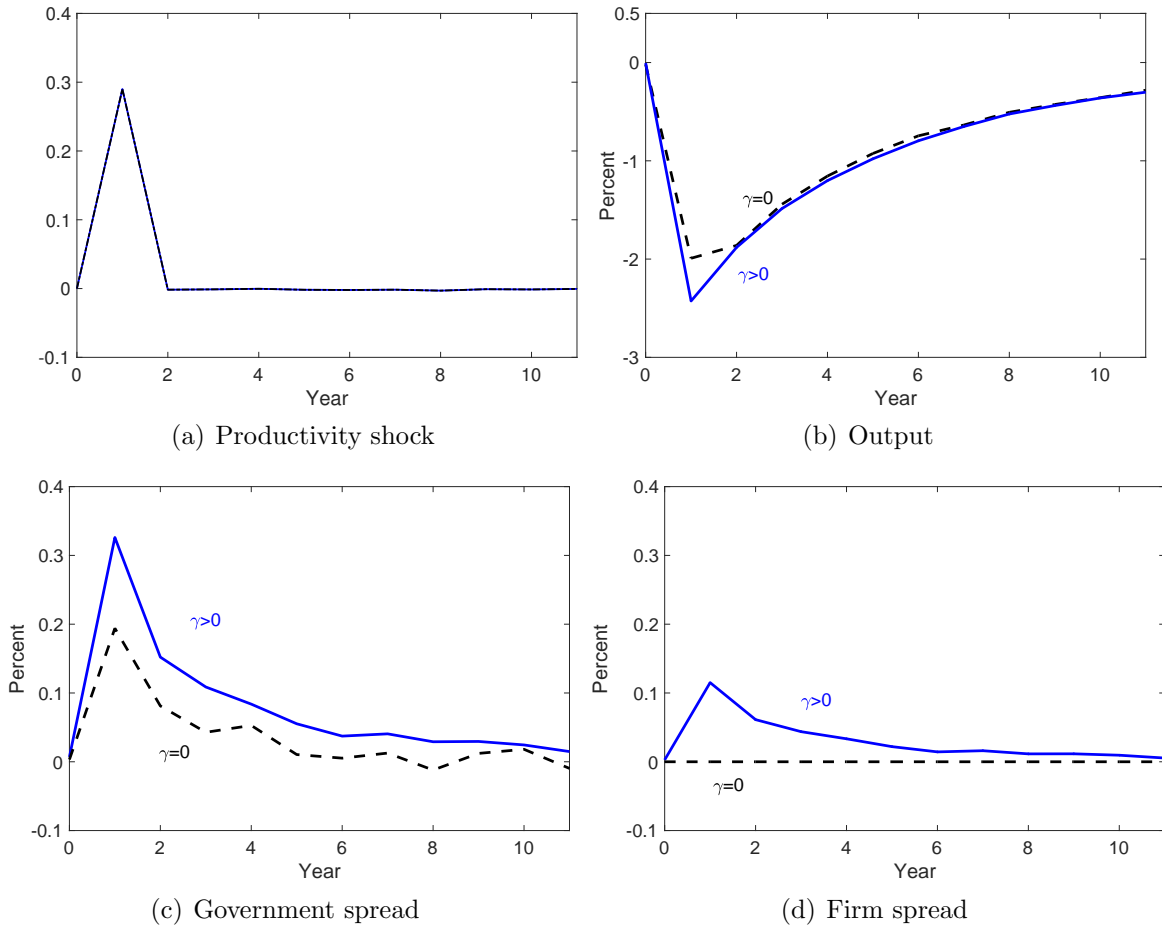 0.4
0.3
0.2
0.1
0
-0.1
0 2 4 6 8 10
Year
(a) Productivity shock
0.5
0
-1
-2
-3
Percent
γ=0
γ>0
0 2 4 6 8 10
Year
(b) Output
0.4
0.3
0.2
0.1
0
-0.1
Percent
γ>0
γ=0
0 2 4 6 8 10
Year
(c) Government spread
0.4
0.3
0.2
0.1
0
-0.1
Percent
γ>0
γ=0
0 2 4 6 8 10
Year
(d) Firm spread